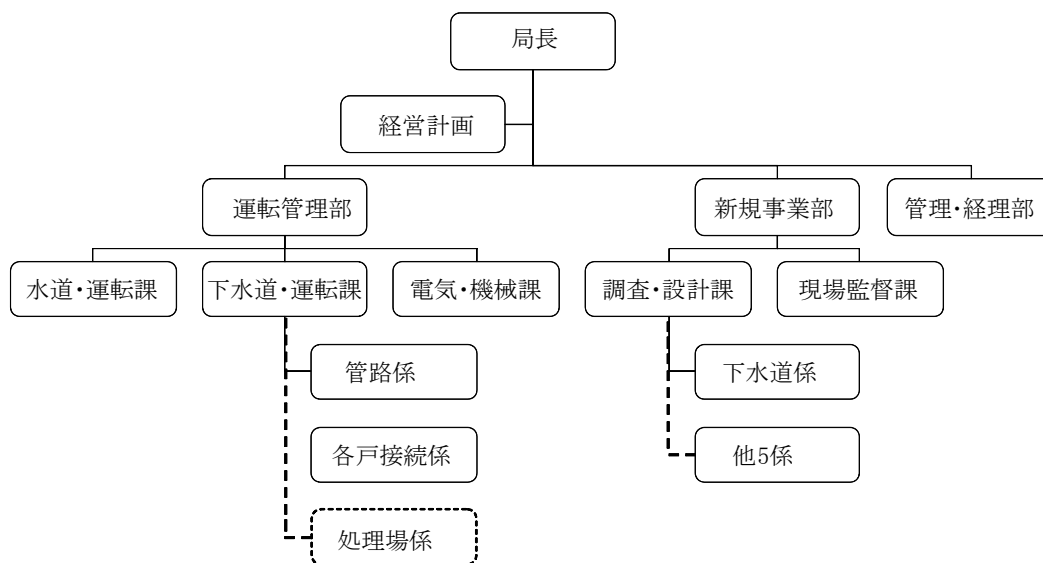 局長
経営計画
運転管理部
新規事業部
管理・経理部
水道・運転課
下水道・運転課
電気・機械課
調査・設計課
現場監督課
管路係
下水道係
各戸接続係
他5係
処理場係